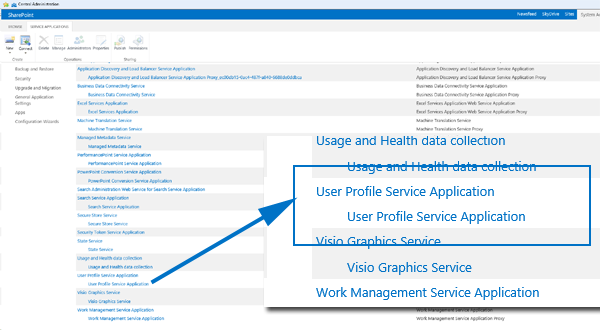 Central Administration
SharePoint
Newsfeed SkyDrive Sites System Ac
BROWSE SERVICE APPLICATIONS
New Connect Delete Manage Administrators Properties Publish Permissions
Create Operations Sharing
Backup and Restore
Security
Upgrade and Migration
General Application
Settings
Apps
Configuration Wizards
Application Discovery and Load Balancer Service Application Application Discovery and Load Balancer Service Application
Application Discovery and Load Balancer Service Application Application Discovery and Load Balancer Service Application Proxy
Business Data Connectivity Service Business Data Connectivity Service Application
Business Data Connectivity Service Business Data Connectivity Service Application Proxy
Excel Services Application Excel Services Application Web Service Application
Excel Services Application Excel Services Application Web Service Application Proxy
Machine Translation Service Machine Translation Service
Machine Translation Service Machine Translation Service Proxy
Managed Metadata Service
Managed Metadata Service
PerformancePoint Service Application
PerformancePoint Service Application
PowerPoint Conversion Service Application
PowerPoint Conversion Service Application
Search Administration Web Service for Search Service Application
Search Service Application
Search Service Application
Secure Store Service
Secure Store Service
Security Token Service Application
State Service
State Service
Usage and Health data collection
Usage and Health data collection
User Profile Service Application
User Profile Service Application
Visio Graphics Service
Visio Graphics Service
Work Management Service Application
Work Management Service Application Work Management Service Application Proxy
Usage and Health data collection
Usage and Health data collection
User Profile Service Application
User Profile Service Application
Visio Graphics Service
Visio Graphics Service
Work Management Service Application